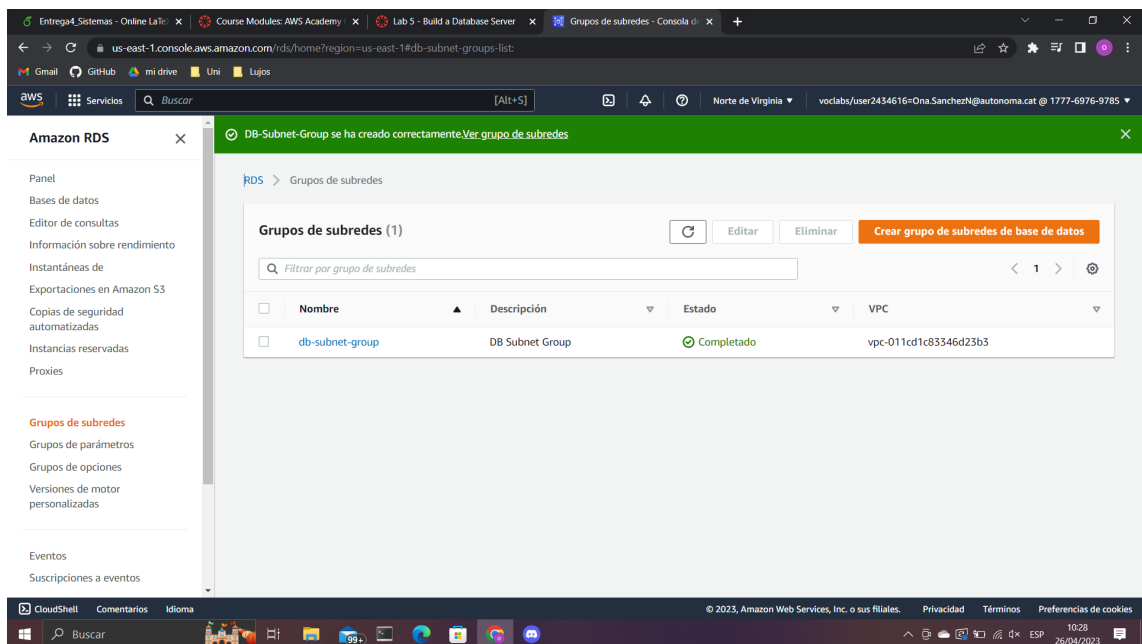 Entrega4_Sistemas - Online LaTe
Course Modules: AWS Academy
Lab 5 - Build a Database Server
Grupos de subredes - Consola de
us-east-1.console.aws.amazon.com/rds/home?region=us-east-1#db-subnet-groups-list:
Gmail GitHub mi drive Uni Lujos
aws Servicios Buscar [Alt+S] Norte de Virginia voclabs/user2434616=Ona.SanchezN@autonoma.cat @ 1777-6976-9785
Amazon RDS
Panel
Bases de datos
Editor de consultas
Información sobre rendimiento
Instantáneas de
Exportaciones en Amazon S3
Copias de seguridad
automatizadas
Instancias reservadas
Proxies
Grupos de subredes
Grupos de parámetros
Grupos de opciones
Versiones de motor
personalizadas
Eventos
Suscripciones a eventos
DB-Subnet-Group se ha creado correctamente.Ver grupo de subredes
RDS > Grupos de subredes
Grupos de subredes (1)
Editar Eliminar Crear grupo de subredes de base de datos
Filtrar por grupo de subredes
< 1 >
Nombre Descripción Estado VPC
db-subnet-group DB Subnet Group Completado vpc-011cd1c83346d23b3
CloudShell Comentarios Idioma © 2023, Amazon Web Services, Inc. o sus filiales. Privacidad Términos Preferencias de cookies
Buscar 99+ ESP 10:28
26/04/2023